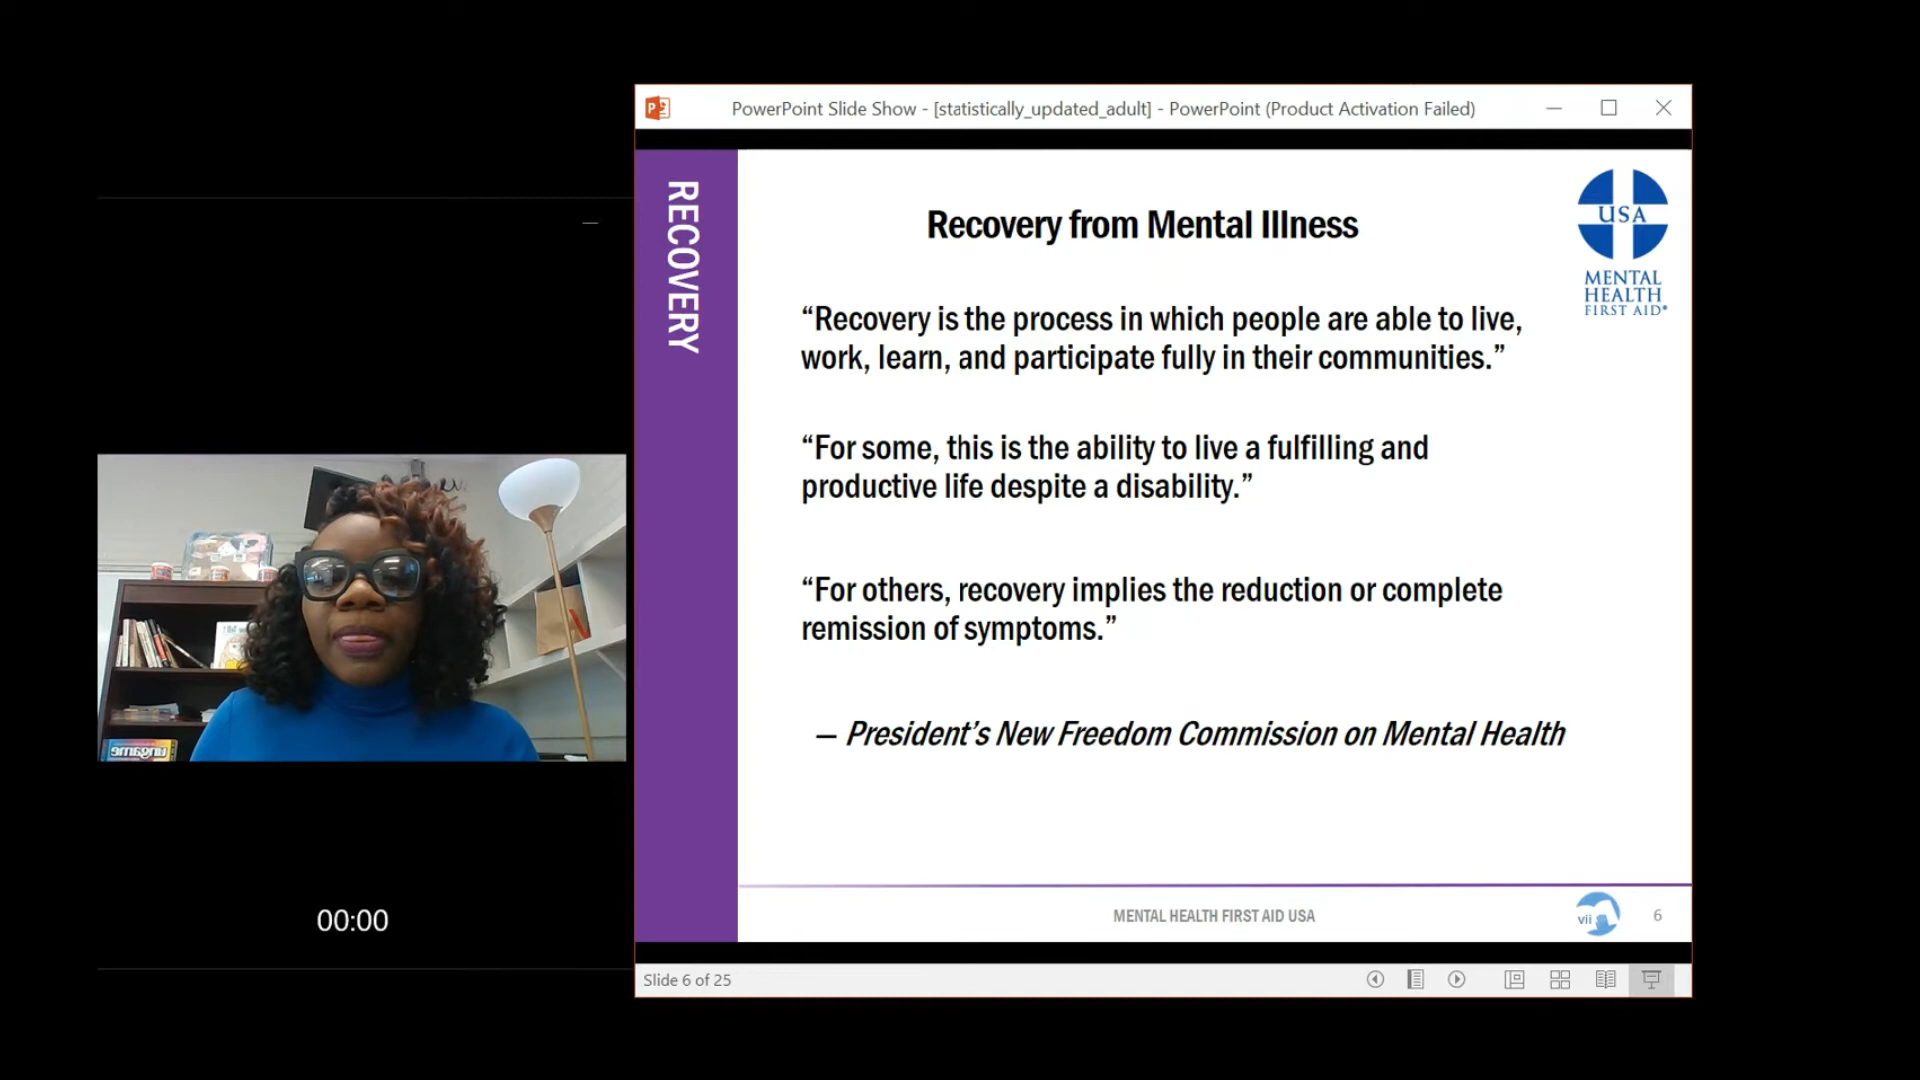 PowerPoint Slide Show - [statistically_updated_adult] - PowerPoint (Product Activation Failed)
RECOVERY
Recovery from Mental Illness
USA
MENTAL
HEALTH
FIRST AID®
“Recovery is the process in which people are able to live,
work, learn, and participate fully in their communities.”
“For some, this is the ability to live a fulfilling and
productive life despite a disability.”
“For others, recovery implies the reduction or complete
remission of symptoms.”
– President’s New Freedom Commission on Mental Health
ungame
00:00
MENTAL HEALTH FIRST AID USA
vii
6
Slide 6 of 25